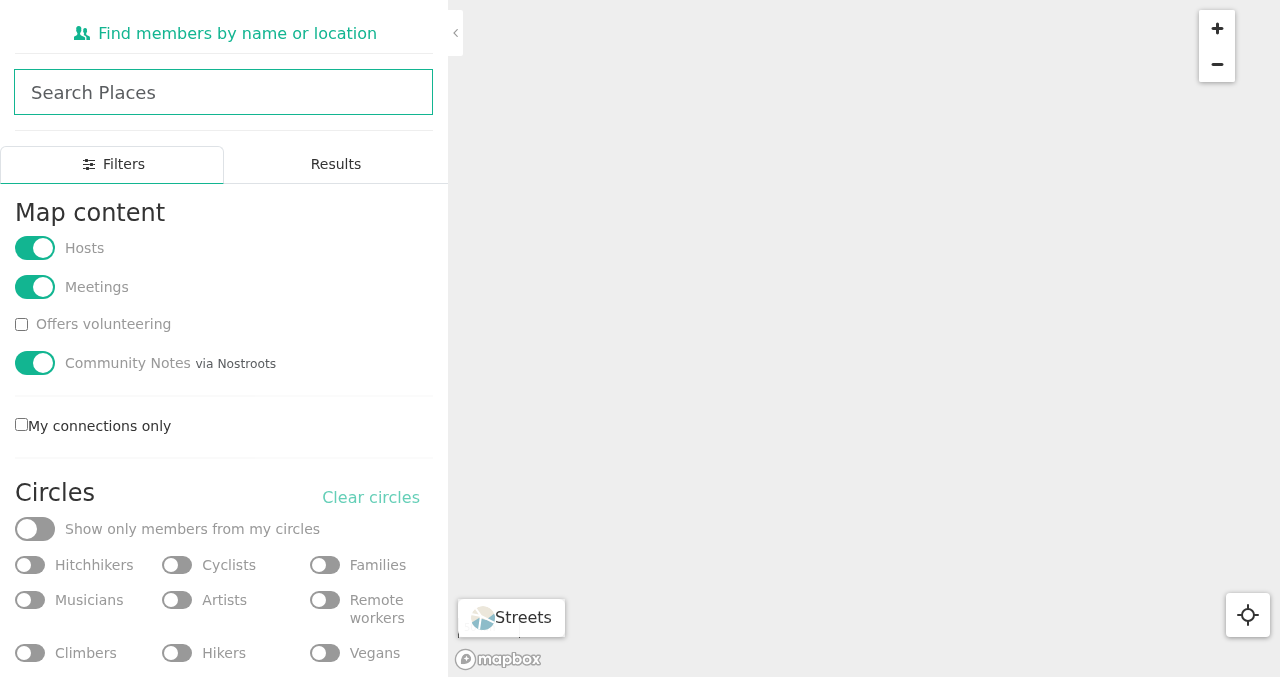 Find members by name or location
Search Places
Filters
Results
Map content
Hosts
Meetings
Offers volunteering
Community Notes via Nostroots
My connections only
Circles
Clear circles
Show only members from my circles
Hitchhikers
Cyclists
Families
Musicians
Artists
Remote
workers
Climbers
Hikers
Vegans
Streets
mapbox